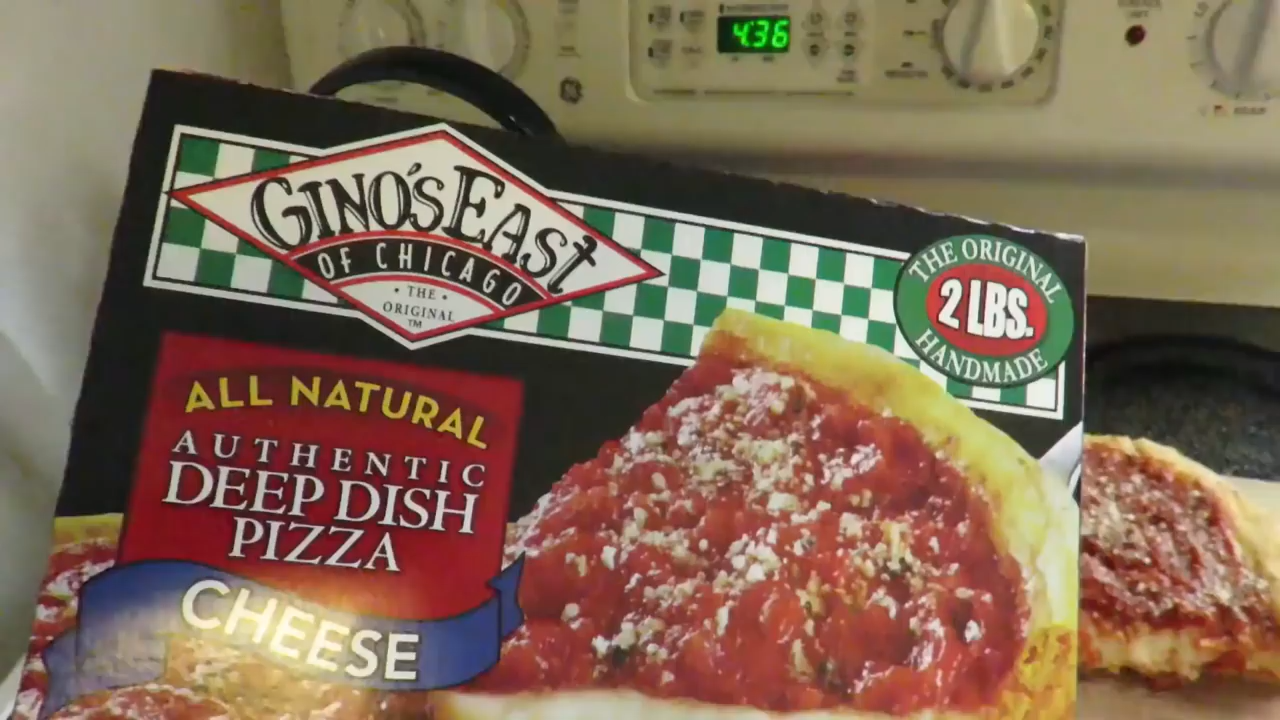 4:36
GINO'S EAST
OF CHICAGO
• THE •
ORIGINAL
TM
THE ORIGINAL
2 LBS.
HANDMADE
ALL NATURAL
AUTHENTIC
DEEP DISH
PIZZA
CHEESE